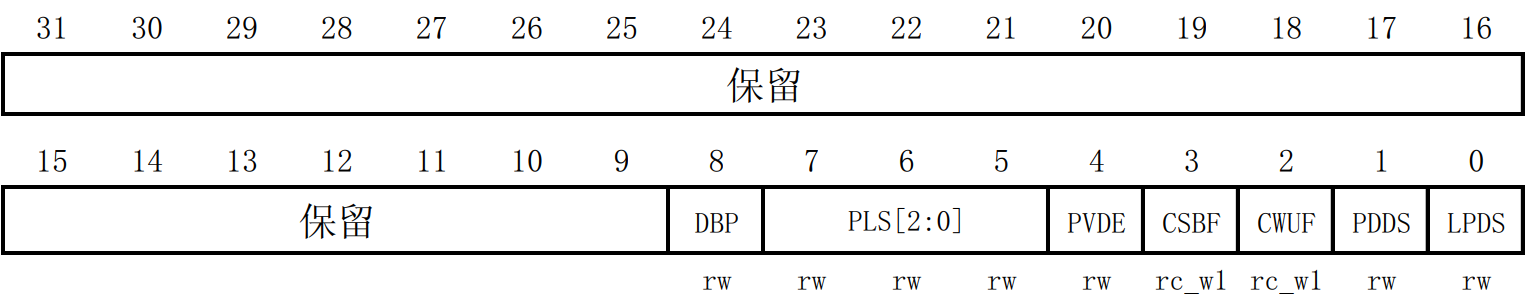 31 30 29 28 27 26 25 24 23 22 21 20 19 18 17 16
保留
15 14 13 12 11 10 9 8 7 6 5 4 3 2 1 0
保留 DBP PLS[2:0] PVDE CSBF CWUF PDDS LPDS
rw rw rw rw rw rc_w1 rc_w1 rw rw